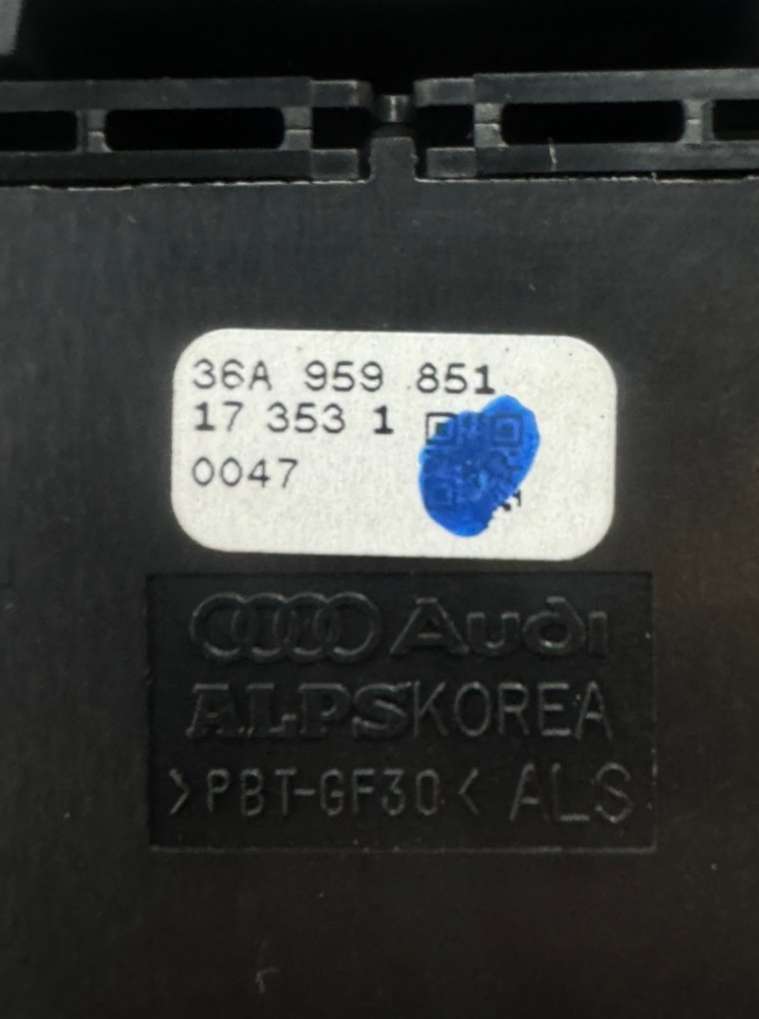 36A 959 851
17 353 1
0047
Audi
ALPSKOREA
>PBT-GF30< ALS